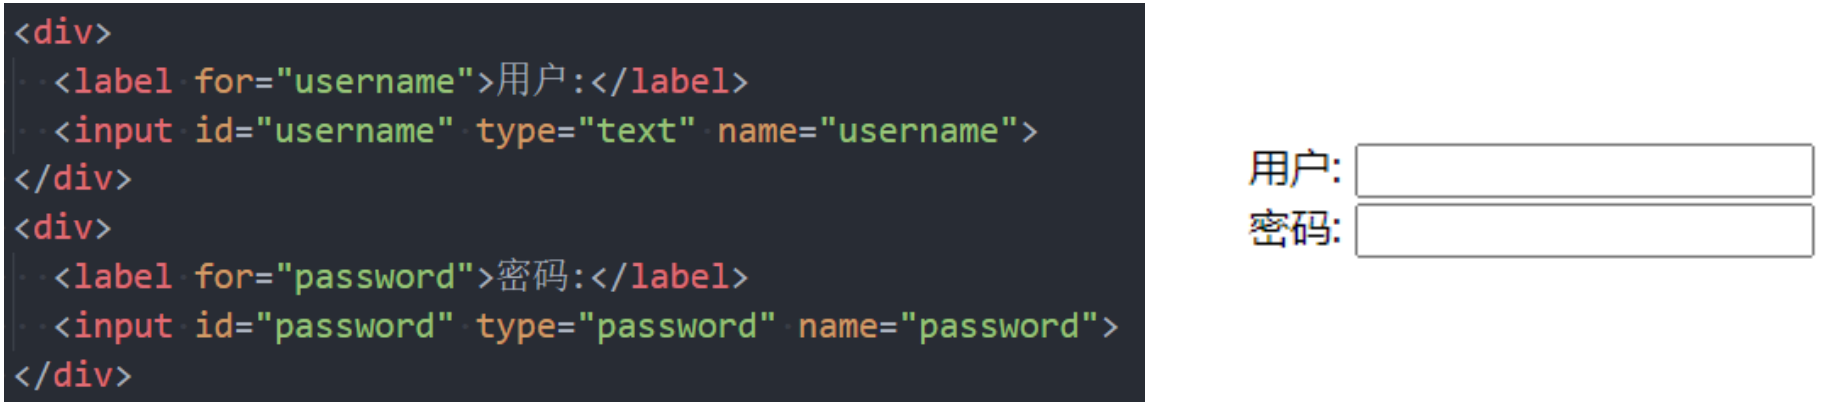 <div>
  <label for="username">用户:</label>
  <input id="username" type="text" name="username">
</div>
<div>
  <label for="password">密码:</label>
  <input id="password" type="password" name="password">
</div>
用户:
密码: